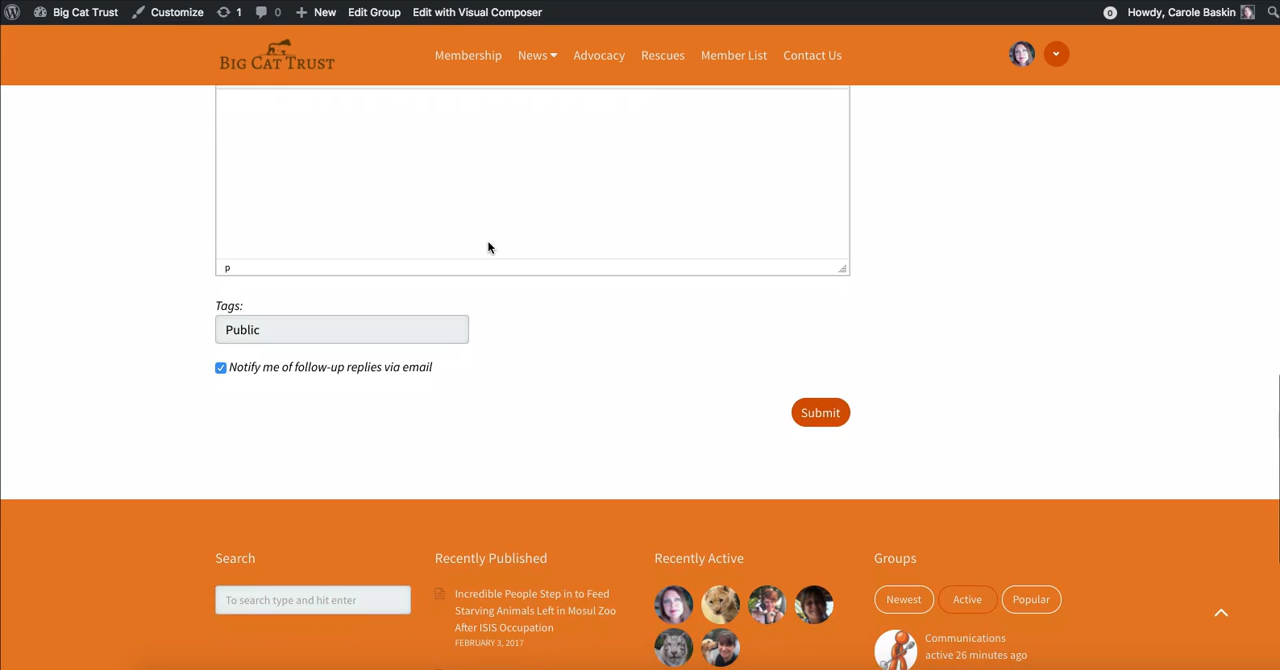 Big Cat Trust Customize 1 0 New Edit Group Edit with Visual Composer 0 Howdy, Carole Baskin
BIG CAT TRUST Membership News Advocacy Rescues Member List Contact Us
p
Tags:
Public
Notify me of follow-up replies via email
Submit
Search
To search type and hit enter
Recently Published
Incredible People Step in to Feed
Starving Animals Left in Mosul Zoo
After ISIS Occupation
FEBRUARY 3, 2017
Recently Active
Groups
Newest Active Popular
Communications
active 26 minutes ago